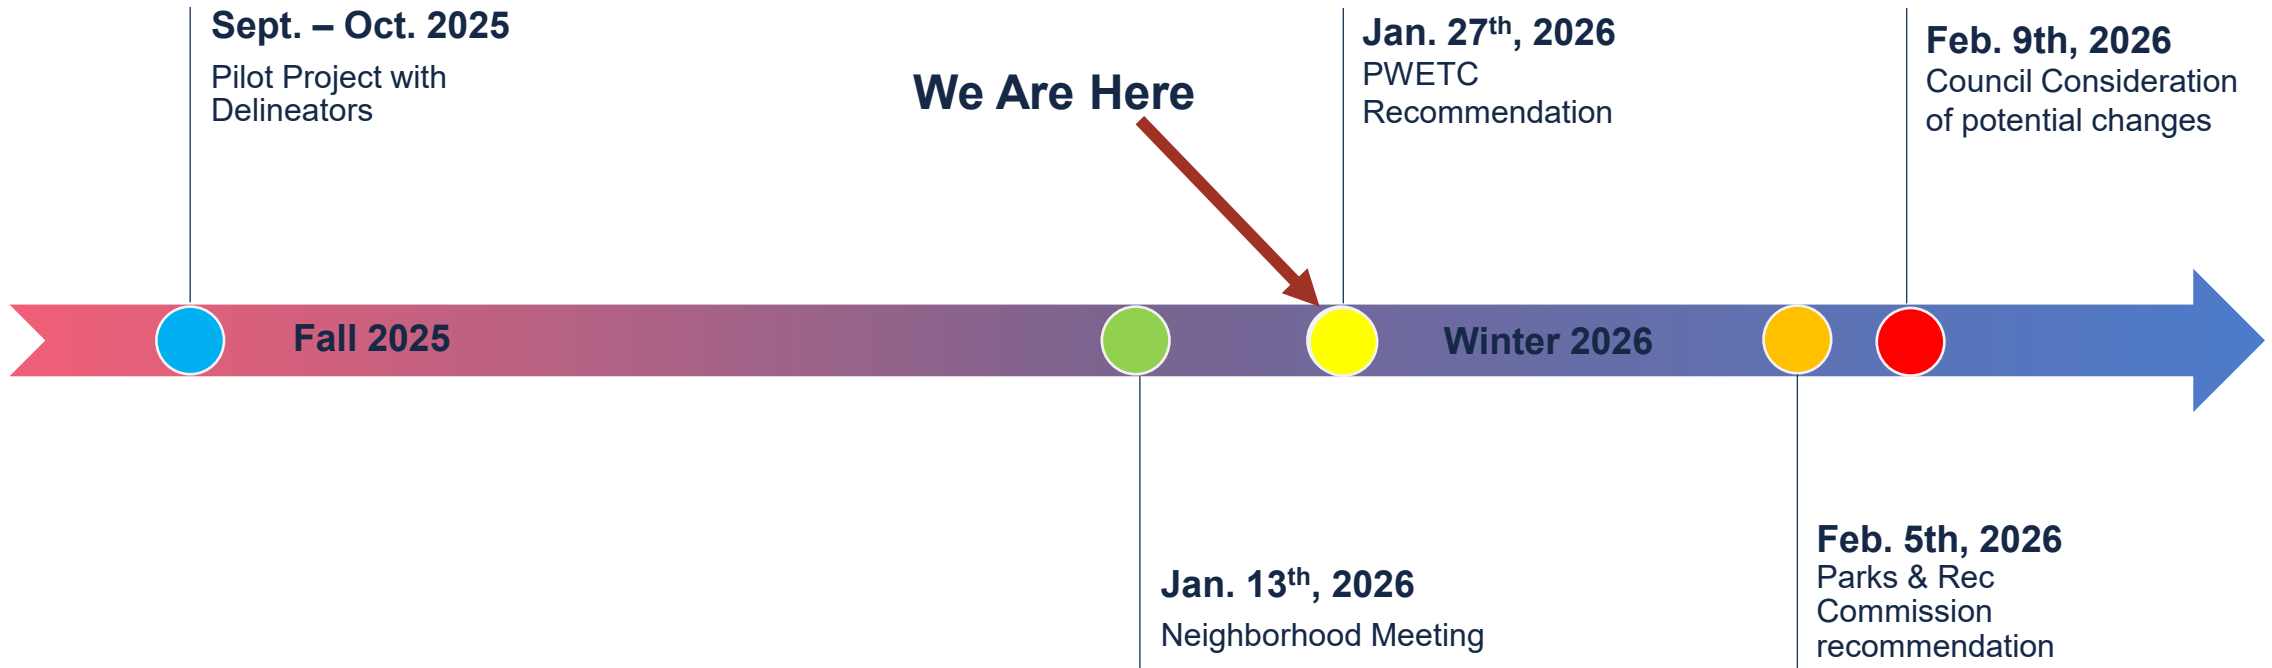 Sept. – Oct. 2025
Pilot Project with
Delineators
We Are Here
Jan. 27th, 2026
PWETC
Recommendation
Feb. 9th, 2026
Council Consideration
of potential changes
Fall 2025
Winter 2026
Jan. 13th, 2026
Neighborhood Meeting
Feb. 5th, 2026
Parks & Rec
Commission
recommendation